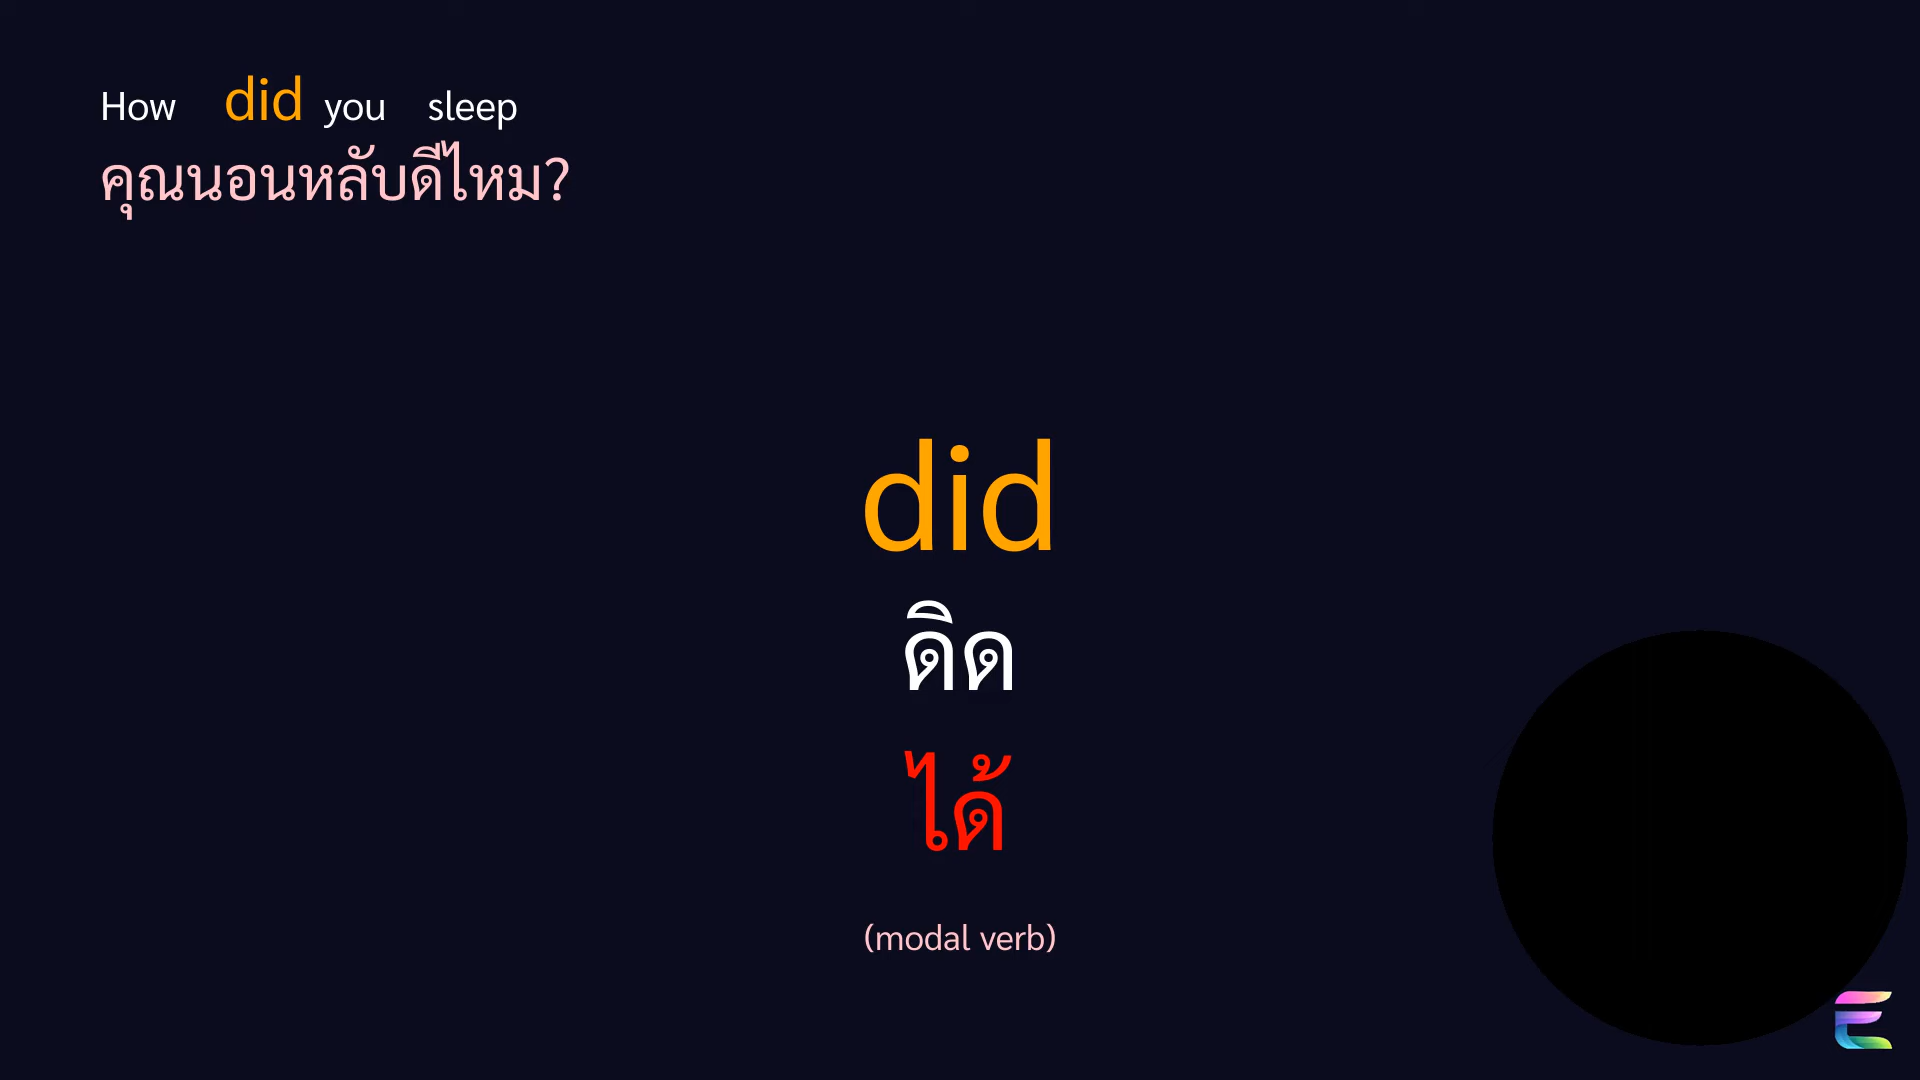 How did you sleep
คุณนอนหลับดีไหม?
did
ดิด
ได้
(modal verb)